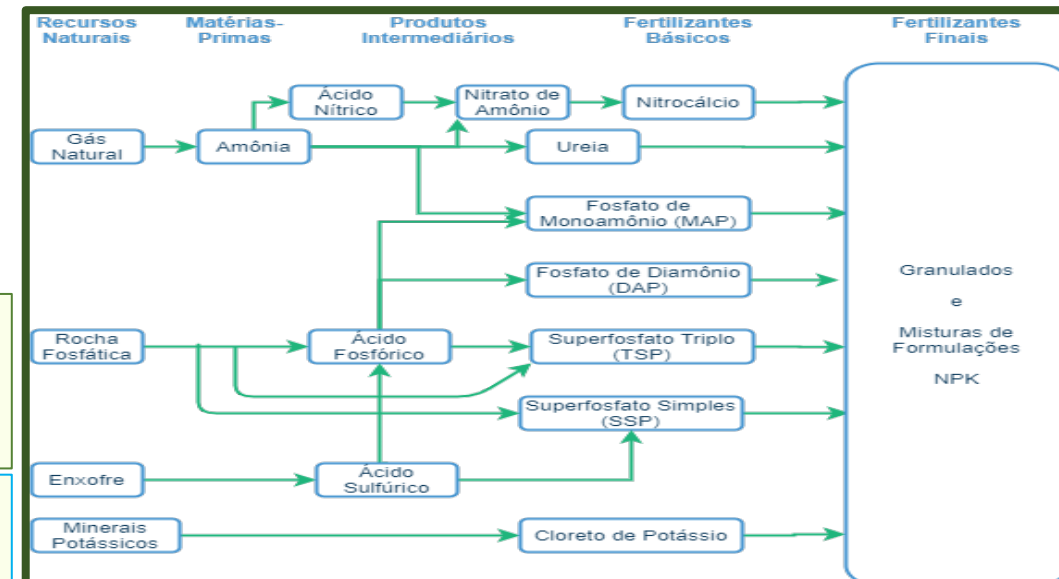 Recursos
Naturais
Matérias-
Primas
Produtos
Intermediários
Fertilizantes
Básicos
Fertilizantes
Finais
Ácido
Nítrico
Nitrato de
Amônio
Nitrocálcio
Gás
Natural
Amônia
Ureia
Fosfato de
Monoamônio (MAP)
Fosfato de Diamônio
(DAP)
Rocha
Fosfática
Ácido
Fosfórico
Superfosfato Triplo
(TSP)
Superfosfato Simples
(SSP)
Enxofre
Ácido
Sulfúrico
Minerais
Potássicos
Cloreto de Potássio
Granulados
e
Misturas de
Formulações
NPK